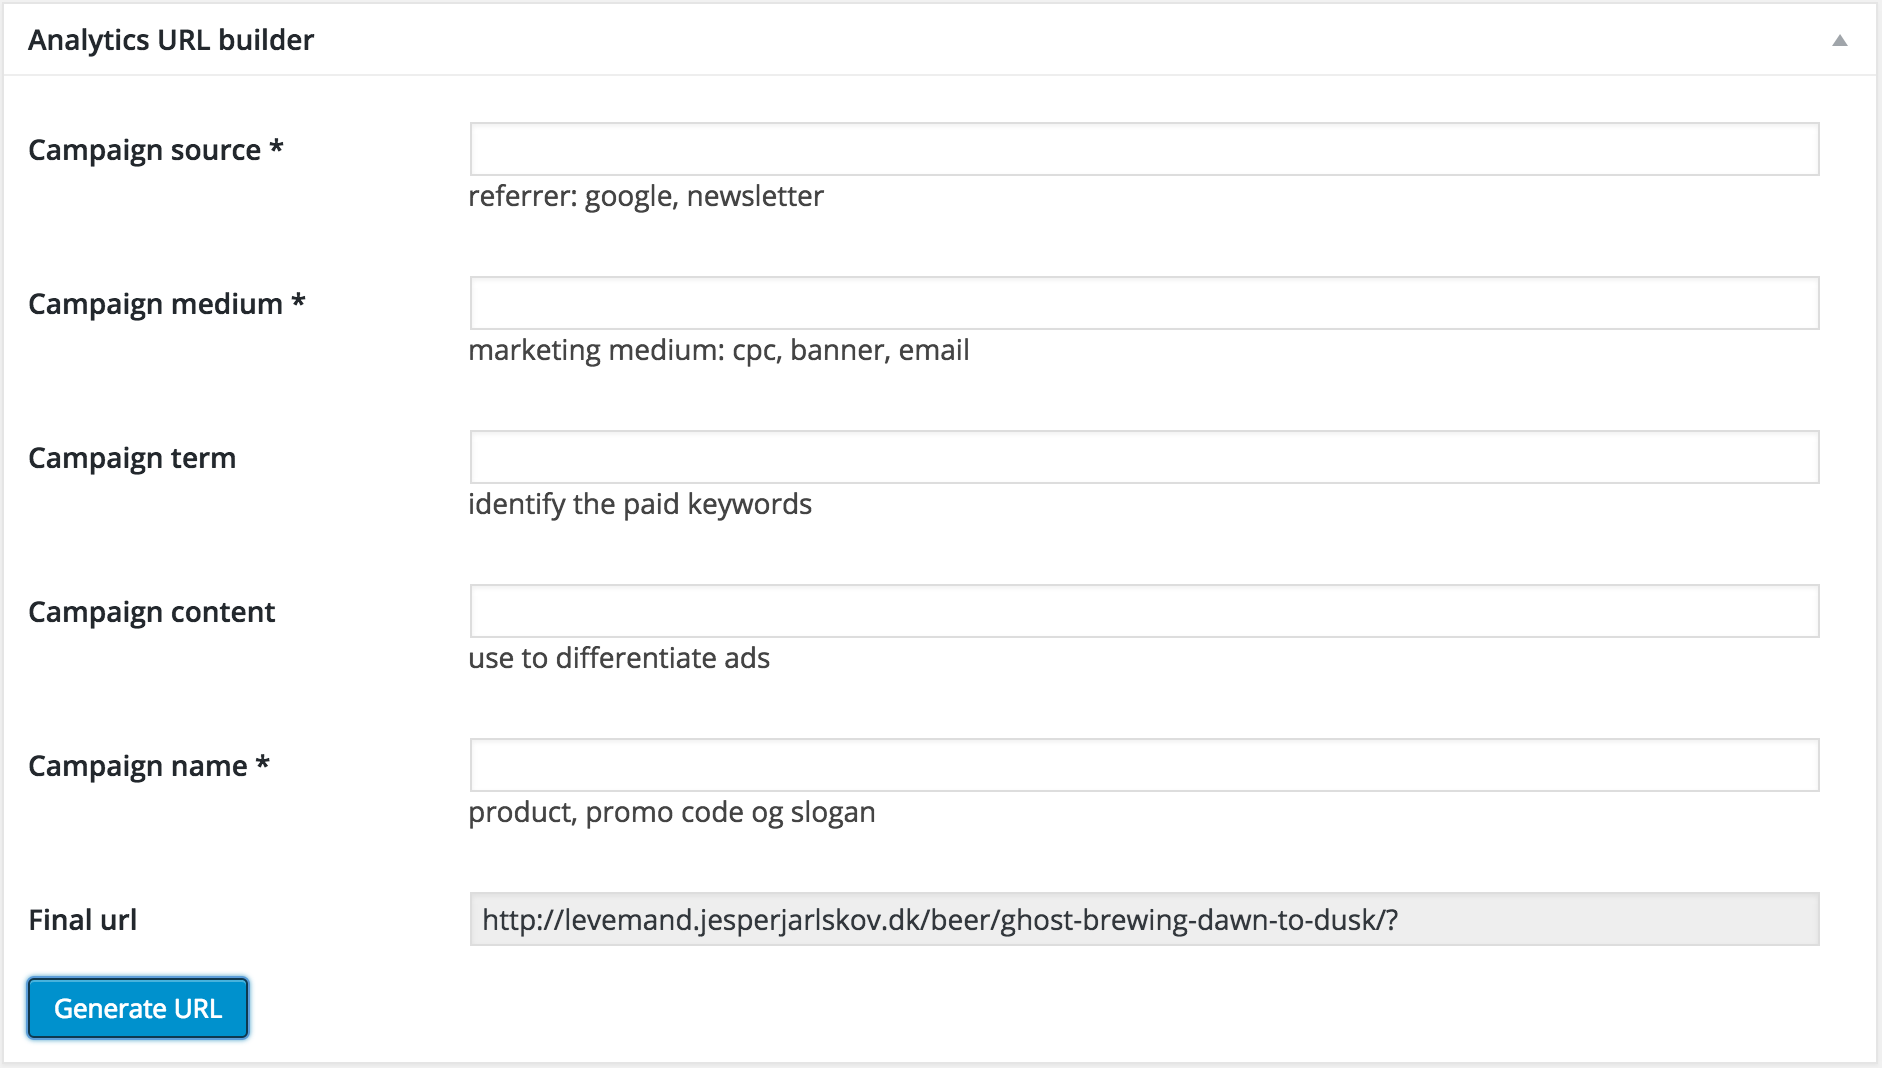 Analytics URL builder
Campaign source *
referrer: google, newsletter
Campaign medium *
marketing medium: cpc, banner, email
Campaign term
identify the paid keywords
Campaign content
use to differentiate ads
Campaign name *
product, promo code og slogan
Final url
http://levemand.jesperjarlskov.dk/beer/ghost-brewing-dawn-to-dusk/?
Generate URL